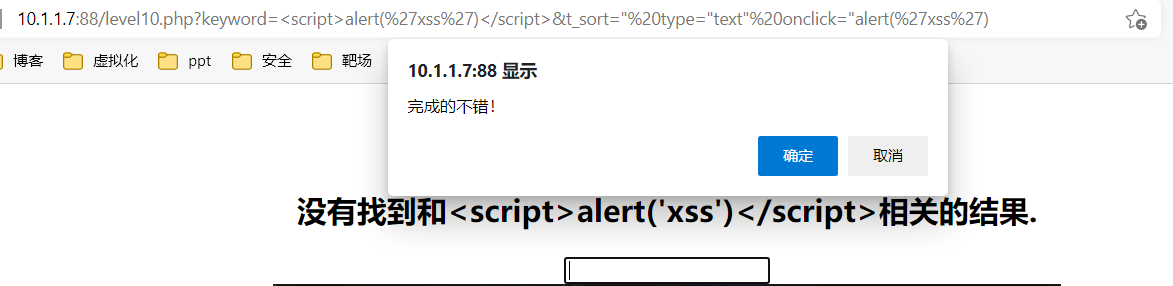 10.1.1.7:88/level10.php?keyword=<script>alert(%27xss%27)</script>&t_sort="%20type="text"%20onclick="alert(%27xss%27)
博客 虚拟化 ppt 安全 靶场
10.1.1.7:88 显示
完成的不错！
确定 取消
没有找到和<script>alert('xss')</script>相关的结果.